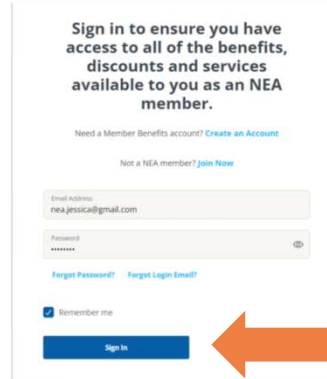 Sign in to ensure you have
access to all of the benefits,
discounts and services
available to you as an NEA
member.
Need a Member Benefits account? Create an Account
Not a NEA member? Join Now
Email Address
nea.jessica@gmail.com
Password
••••••••
Forgot Password? Forgot Login Email?
Remember me
Sign In